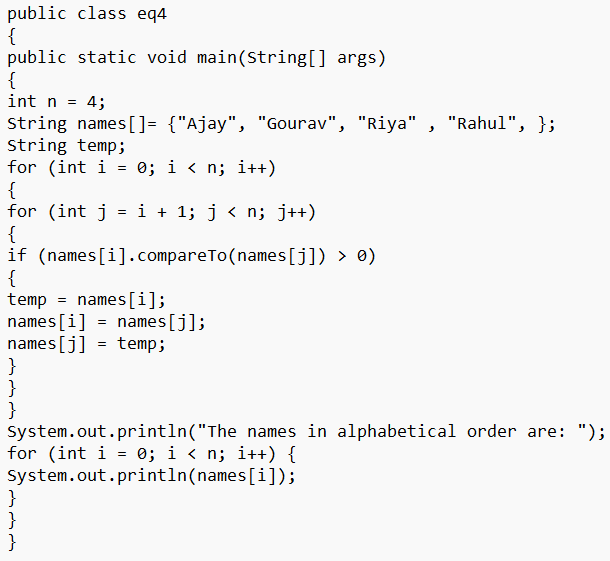 public class eq4
{
public static void main(String[] args)
{
int n = 4;
String names[]= {"Ajay", "Gourav", "Riya" , "Rahul", };
String temp;
for (int i = 0; i < n; i++)
{
for (int j = i + 1; j < n; j++)
{
if (names[i].compareTo(names[j]) > 0)
{
temp = names[i];
names[i] = names[j];
names[j] = temp;
}
}
}
System.out.println("The names in alphabetical order are: ");
for (int i = 0; i < n; i++) {
System.out.println(names[i]);
}
}
}